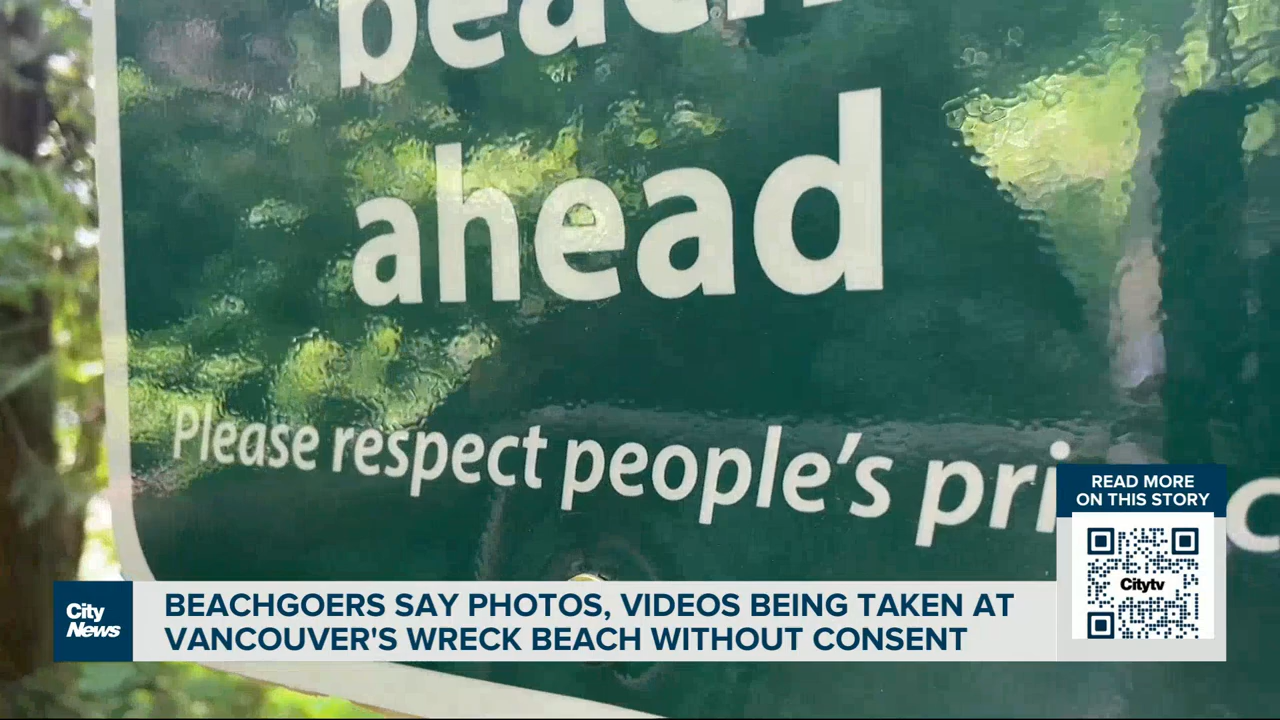 beach
ahead
Please respect people's pri
READ MORE
ON THIS STORY
Citytv
City
News
BEACHGOERS SAY PHOTOS, VIDEOS BEING TAKEN AT
VANCOUVER'S WRECK BEACH WITHOUT CONSENT